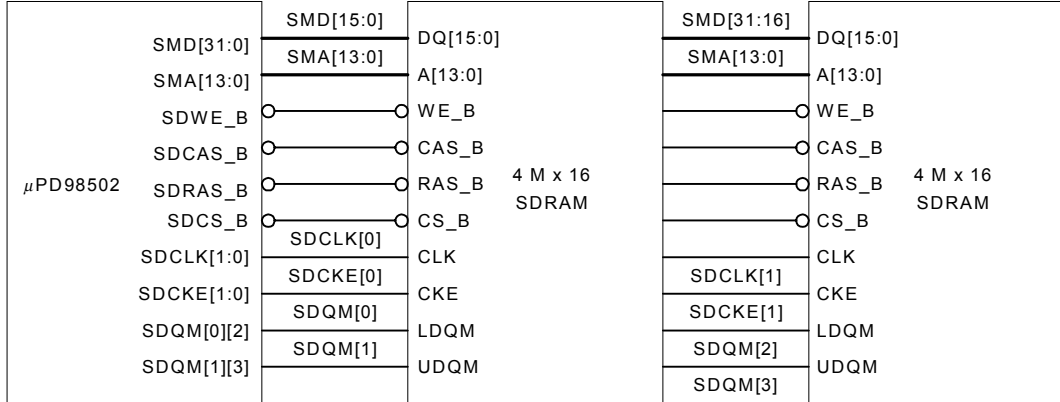 SMD[15:0]
SMD[31:0]
DQ[15:0]
SMA[13:0]
SMA[13:0]
A[13:0]
SDWE_B
WE_B
SDCAS_B
CAS_B
µPD98502
SDRAS_B
RAS_B
4 M x 16
SDRAM
SDCS_B
CS_B
SDCLK[0]
SDCLK[1:0]
CLK
SDCKE[0]
SDCKE[1:0]
CKE
SDQM[0]
SDQM[0][2]
LDQM
SDQM[1]
SDQM[1][3]
UDQM
SMD[31:16]
DQ[15:0]
SMA[13:0]
A[13:0]
WE_B
CAS_B
RAS_B
4 M x 16
SDRAM
CS_B
CLK
SDCLK[1]
CKE
SDCKE[1]
LDQM
SDQM[2]
UDQM
SDQM[3]